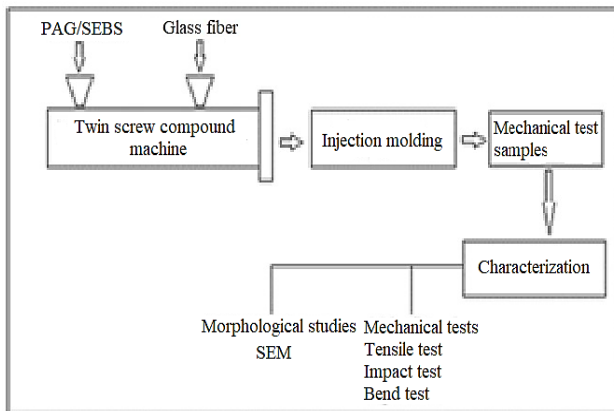 PAG/SEBS
Glass fiber
Twin screw compound
machine
Injection molding
Mechanical test
samples
Characterization
Morphological studies
SEM
Mechanical tests
Tensile test
Impact test
Bend test